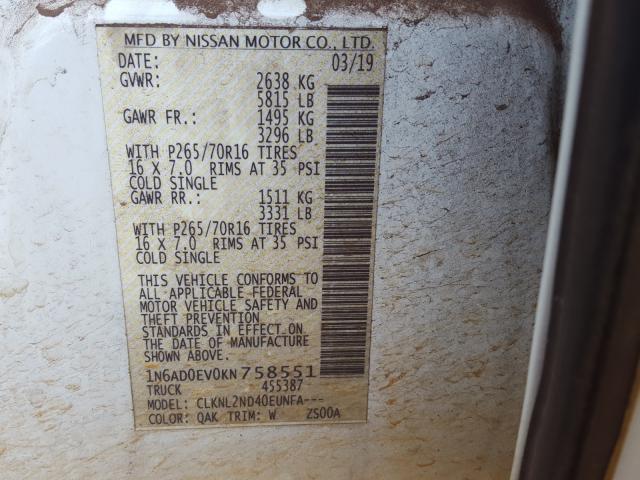 MFD BY NISSAN MOTOR CO., LTD.
DATE: 03/19
GVWR: 2638 KG
5815 LB
GAWR FR.: 1495 KG
3296 LB
WITH P265/70R16 TIRES
16 X 7.0 RIMS AT 35 PSI
COLD SINGLE
GAWR RR.: 1511 KG
3331 LB
WITH P265/70R16 TIRES
16 X 7.0 RIMS AT 35 PSI
COLD SINGLE
THIS VEHICLE CONFORMS TO
ALL APPLICABLE FEDERAL
MOTOR VEHICLE SAFETY AND
THEFT PREVENTION
STANDARDS IN EFFECT ON
THE DATE OF MANUFACTURE
SHOWN ABOVE.
1N6AD0EV0KN758551
TRUCK 455387
MODEL: CLKNL2ND40EUNFA---
COLOR: QAK TRIM: W ZS00A